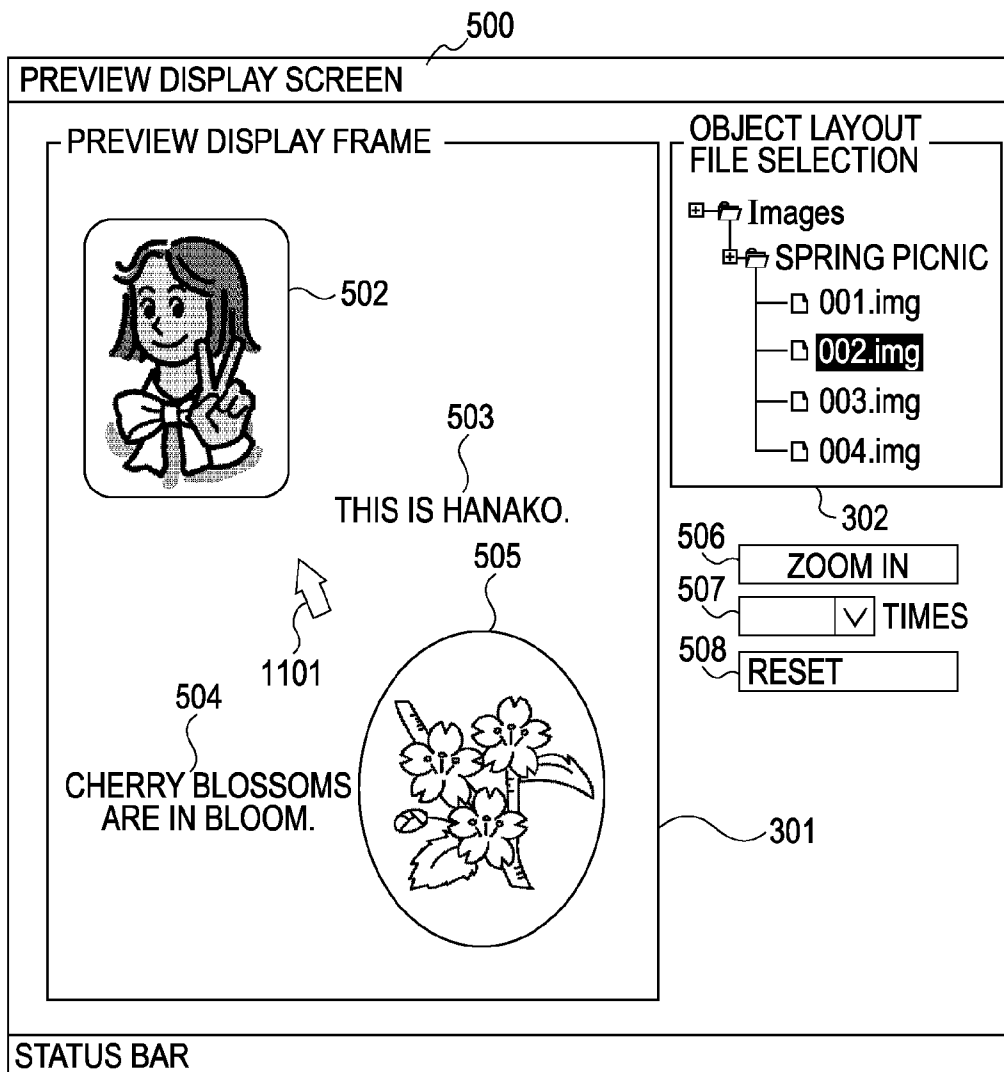 500
PREVIEW DISPLAY SCREEN
PREVIEW DISPLAY FRAME
502
503
THIS IS HANAKO.
505
1101
504
CHERRY BLOSSOMS
ARE IN BLOOM.
301
OBJECT LAYOUT
FILE SELECTION
Images
SPRING PICNIC
001.img
002.img
003.img
004.img
302
506
ZOOM IN
507
TIMES
508
RESET
STATUS BAR